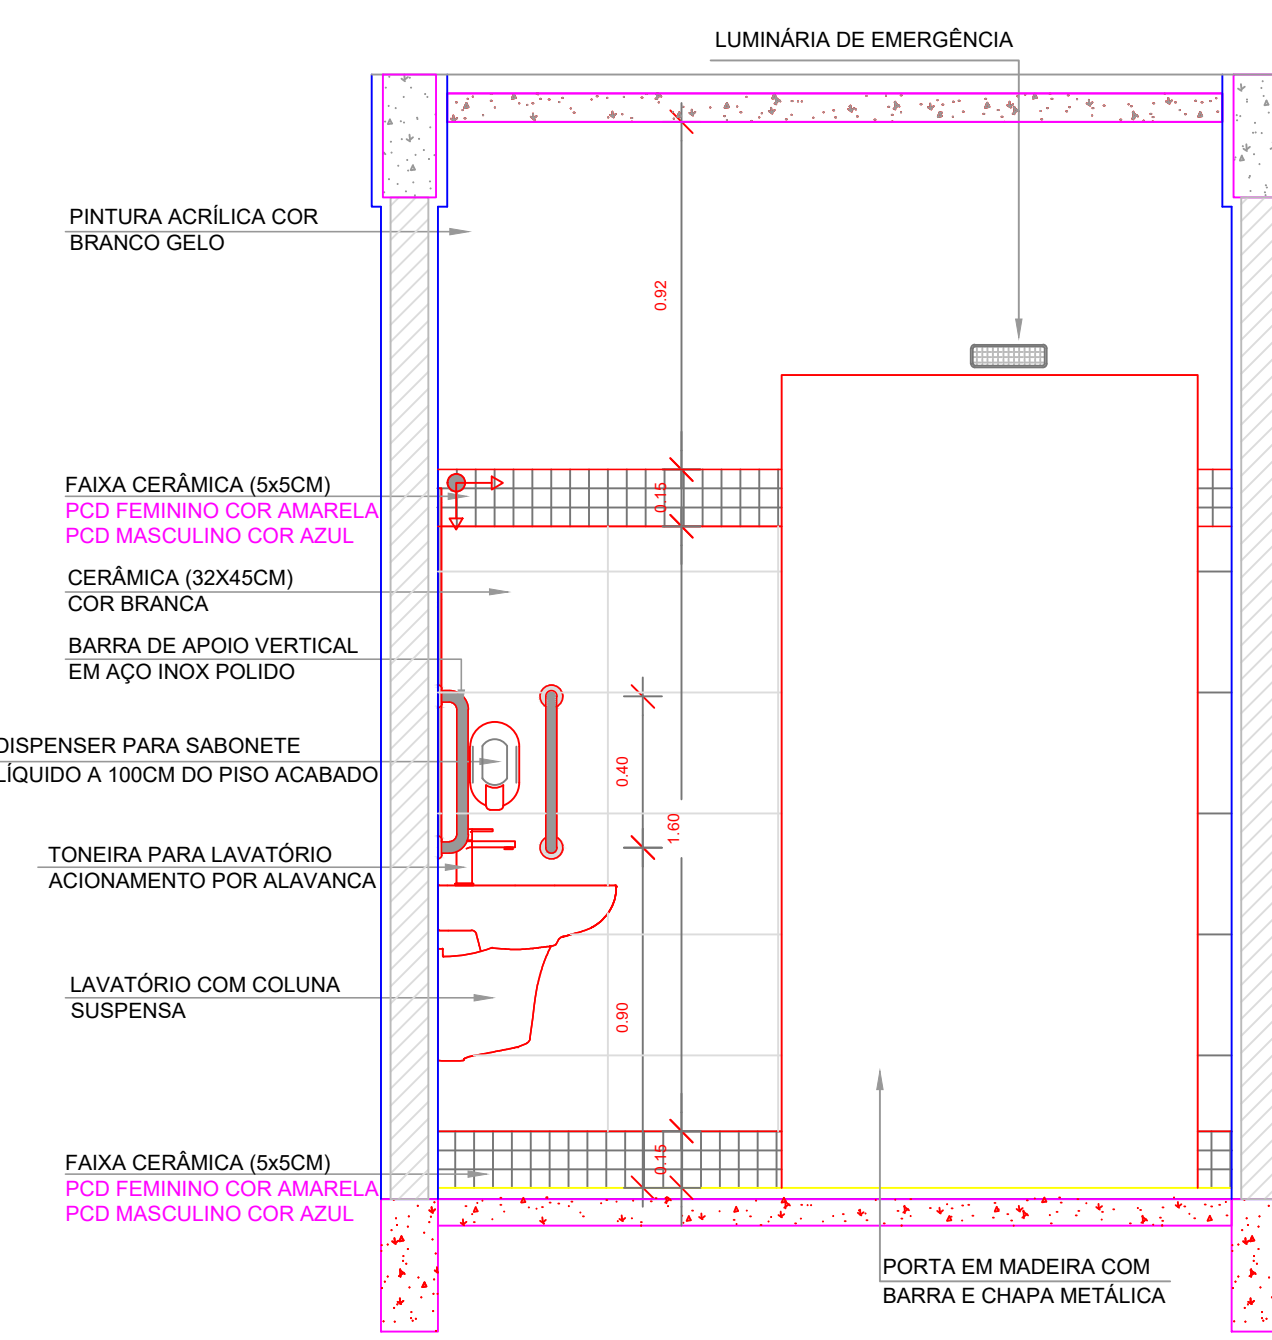 LUMINÁRIA DE EMERGÊNCIA
PINTURA ACRÍLICA COR
BRANCO GELO
0.92
FAIXA CERÂMICA (5x5CM)
PCD FEMININO COR AMARELA
PCD MASCULINO COR AZUL
0.15
CERÂMICA (32X45CM)
COR BRANCA
BARRA DE APOIO VERTICAL
EM AÇO INOX POLIDO
DISPENSER PARA SABONETE
LÍQUIDO A 100CM DO PISO ACABADO
0.40
1.60
TONEIRA PARA LAVATÓRIO
ACIONAMENTO POR ALAVANCA
LAVATÓRIO COM COLUNA
SUSPENSA
0.90
FAIXA CERÂMICA (5x5CM)
PCD FEMININO COR AMARELA
PCD MASCULINO COR AZUL
0.15
PORTA EM MADEIRA COM
BARRA E CHAPA METÁLICA